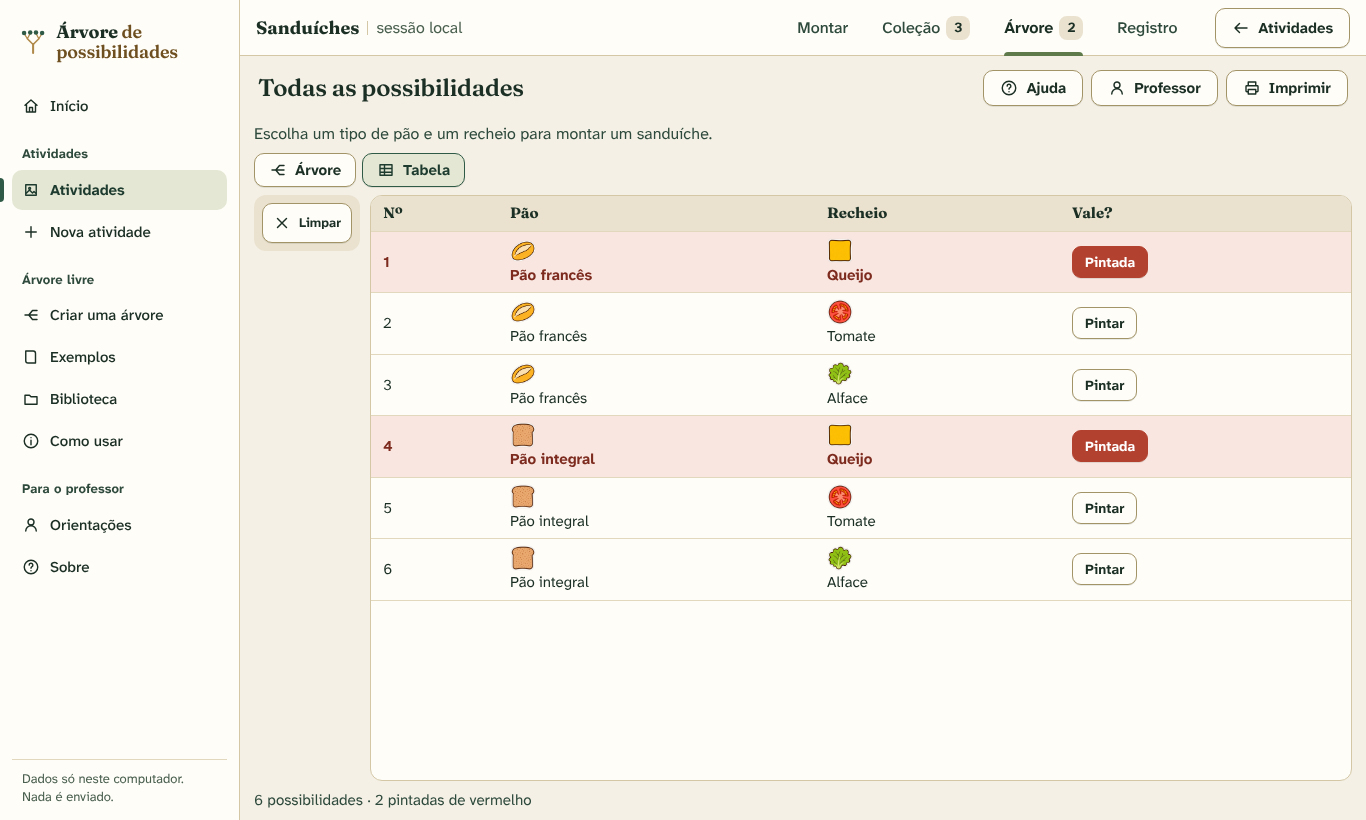 Árvore de
possibilidades
Início
Atividades
Atividades
Nova atividade
Árvore livre
Criar uma árvore
Exemplos
Biblioteca
Como usar
Para o professor
Orientações
Sobre
Dados só neste computador.
Nada é enviado.
Sanduíches sessão local Montar Coleção 3 Árvore 2 Registro Atividades
Todas as possibilidades Ajuda Professor Imprimir
Escolha um tipo de pão e um recheio para montar um sanduíche.
Árvore Tabela
Limpar
Nº Pão Recheio Vale?
1 Pão francês Queijo Pintada
2 Pão francês Tomate Pintar
3 Pão francês Alface Pintar
4 Pão integral Queijo Pintada
5 Pão integral Tomate Pintar
6 Pão integral Alface Pintar
6 possibilidades · 2 pintadas de vermelho